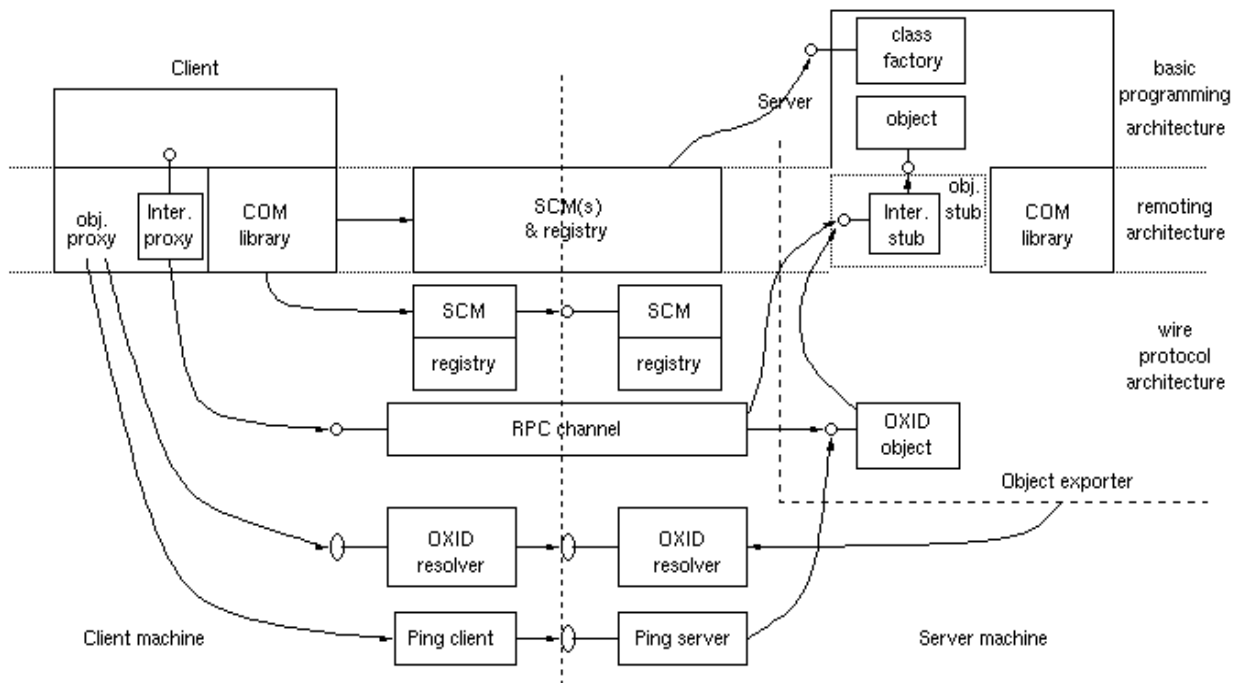 class
factory
Client
basic
programming
architecture
Server
object
obj.
stub
Inter.
proxy
obj.
proxy
COM
library
SCM(s)
& registry
Inter.
stub
COM
library
remoting
architecture
SCM
registry
SCM
registry
wire
protocol
architecture
RPC channel
OXID
object
Object exporter
OXID
resolver
OXID
resolver
Client machine
Ping client
Ping server
Server machine